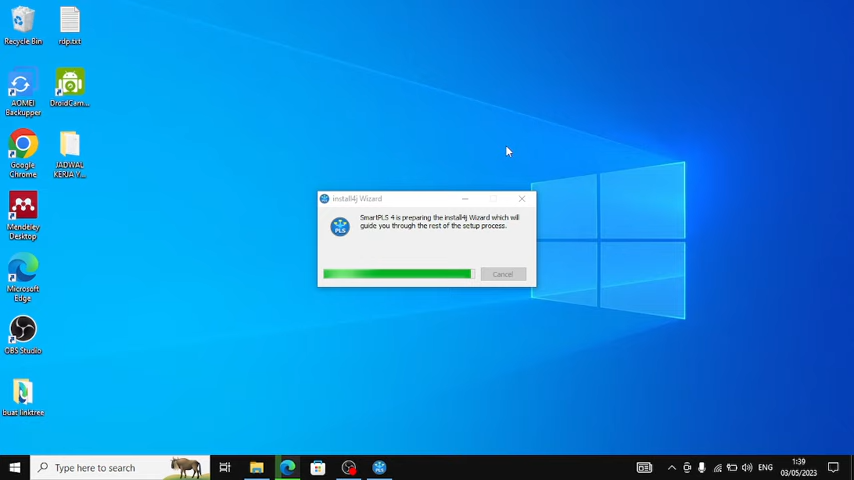 Recycle Bin
rdp.txt
AOMEI
Backupper
DroidCam...
Google
Chrome
JADWAL
KERJA Y...
Mendeley
Desktop
Microsoft
Edge
OBS Studio
buat linktree
install4j Wizard
PLS
SmartPLS 4 is preparing the install4j Wizard which will
guide you through the rest of the setup process.
Cancel
Type here to search
PLS
ENG
1:39
03/05/2023